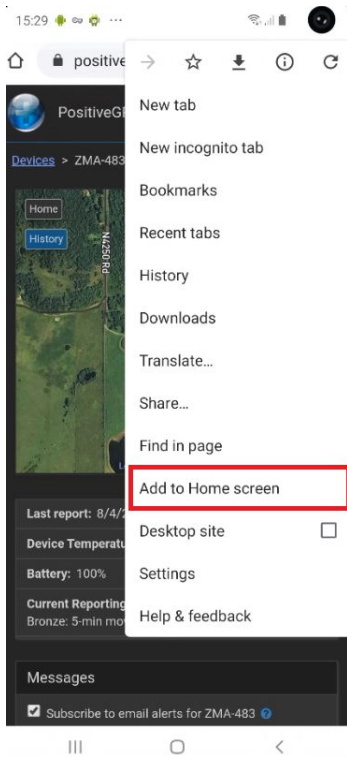 15:29
positive
PositiveG
Devices > ZMA-483
Home
History
N4250 Rd
Last report: 8/4/
Device Temperatu
Battery: 100%
Current Reporting
Bronze: 5-min mo
Messages
Subscribe to email alerts for ZMA-483
New tab
New incognito tab
Bookmarks
Recent tabs
History
Downloads
Translate...
Share...
Find in page
Add to Home screen
Desktop site
Settings
Help & feedback